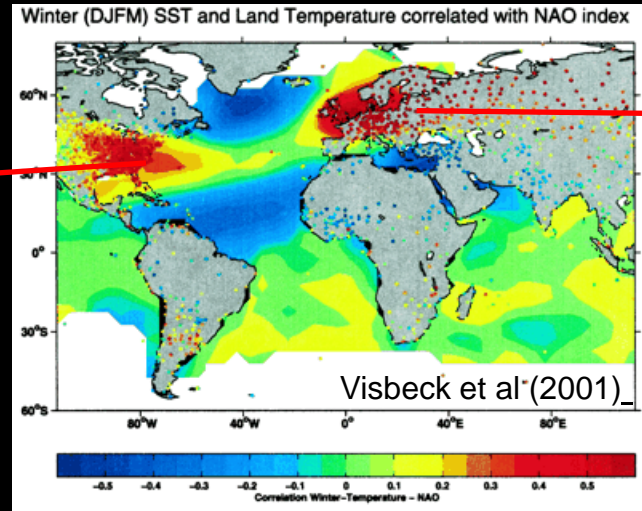 Winter (DJFM) SST and Land Temperature correlated with NAO index
60°N
30°N
0°
30°S
60°S
Visbeck et al (2001)_
80°W 40°W 0° 40°E 80°E
-0.5 -0.4 -0.3 -0.2 -0.1 0 0.1 0.2 0.3 0.4 0.5
Correlation Winter-Temperature - NAO